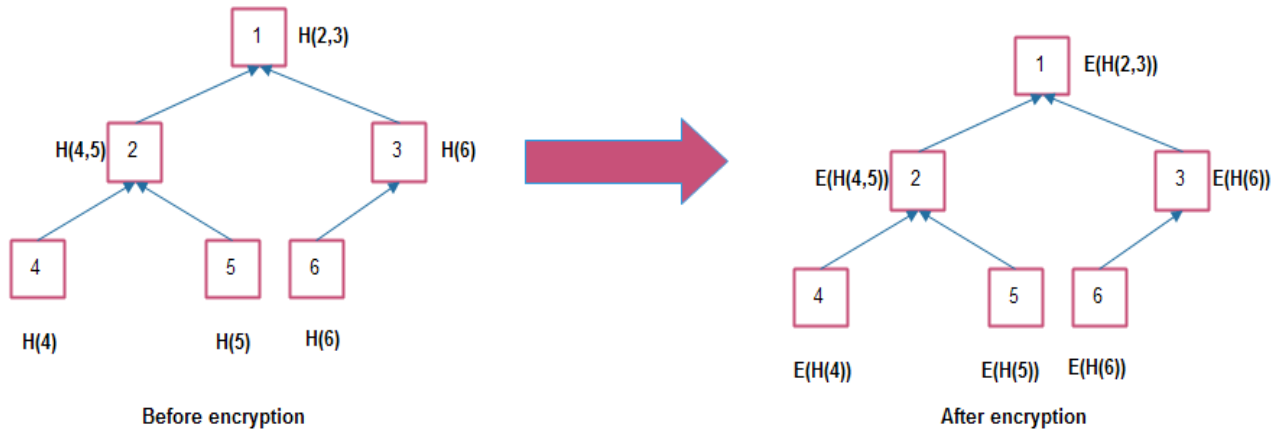 1 H(2,3)
H(4,5) 2
3 H(6)
4
5
6
H(4)
H(5)
H(6)
Before encryption
1 E(H(2,3))
E(H(4,5)) 2
3 E(H(6))
4
5
6
E(H(4))
E(H(5))
E(H(6))
After encryption